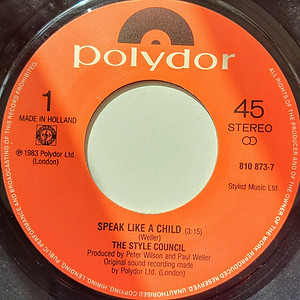 polydor
1
MADE IN HOLLAND
℗ 1983 Polydor Ltd.
(London)
45
STEREO
810 873-7
Stylist Music Ltd.
SPEAK LIKE A CHILD (3:15)
(Weller)
THE STYLE COUNCIL
Produced by Peter Wilson and Paul Weller
Original sound recording made
by Polydor Ltd. (London)
ALL RIGHTS OF THE PRODUCER AND OF THE OWNER OF THE WORK REPRODUCED RESERVED
UNAUTHORISED COPYING, HIRING, LENDING, PUBLIC PERFORMANCE AND BROADCASTING OF THIS RECORD PROHIBITED